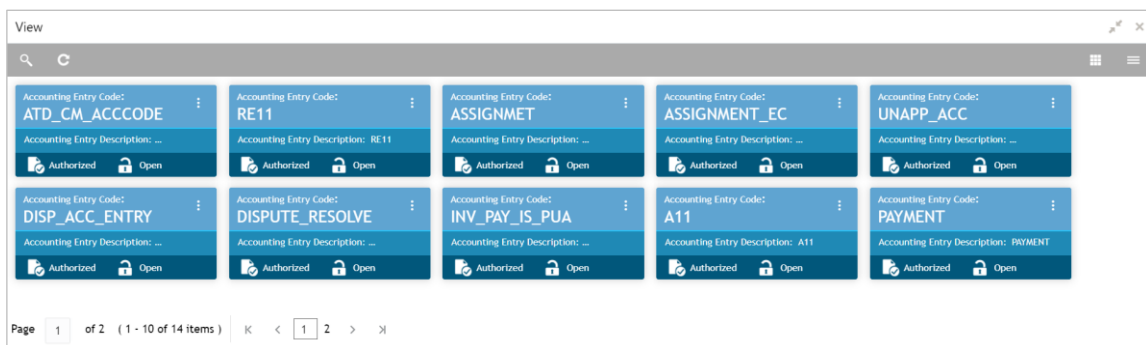 View
Accounting Entry Code:
ATD_CM_ACCCODE
Accounting Entry Description: ...
Authorized Open
Accounting Entry Code:
RE11
Accounting Entry Description: RE11
Authorized Open
Accounting Entry Code:
ASSIGNMET
Accounting Entry Description: ...
Authorized Open
Accounting Entry Code:
ASSIGNMENT_EC
Accounting Entry Description: ...
Authorized Open
Accounting Entry Code:
UNAPP_ACC
Accounting Entry Description: ...
Authorized Open
Accounting Entry Code:
DISP_ACC_ENTRY
Accounting Entry Description: ...
Authorized Open
Accounting Entry Code:
DISPUTE_RESOLVE
Accounting Entry Description: ...
Authorized Open
Accounting Entry Code:
INV_PAY_IS_PUA
Accounting Entry Description: ...
Authorized Open
Accounting Entry Code:
A11
Accounting Entry Description: A11
Authorized Open
Accounting Entry Code:
PAYMENT
Accounting Entry Description: PAYMENT
Authorized Open
Page 1 of 2 ( 1 - 10 of 14 items ) 1 2